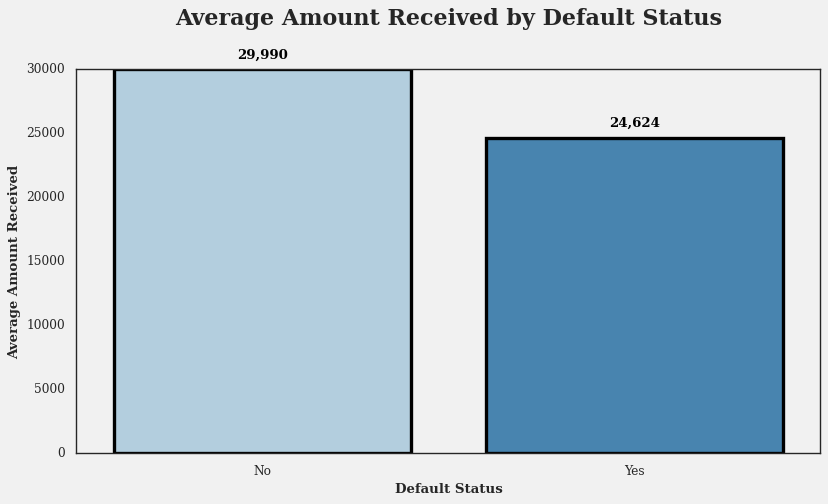 Average Amount Received by Default Status
29,990
30000
24,624
25000
20000
15000
10000
5000
0
Average Amount Received
No
Yes
Default Status